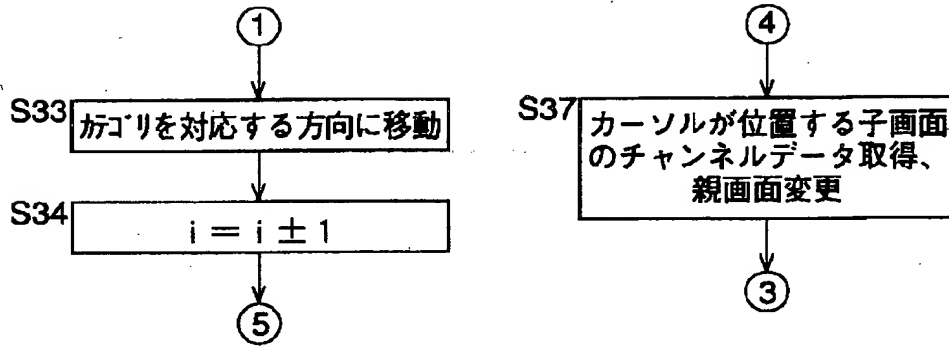 ①
S33
ｶﾃｺﾞﾘを対応する方向に移動
S34
i = i ± 1
⑤
④
S37
カーソルが位置する子画面
のチャンネルデータ取得、
親画面変更
③